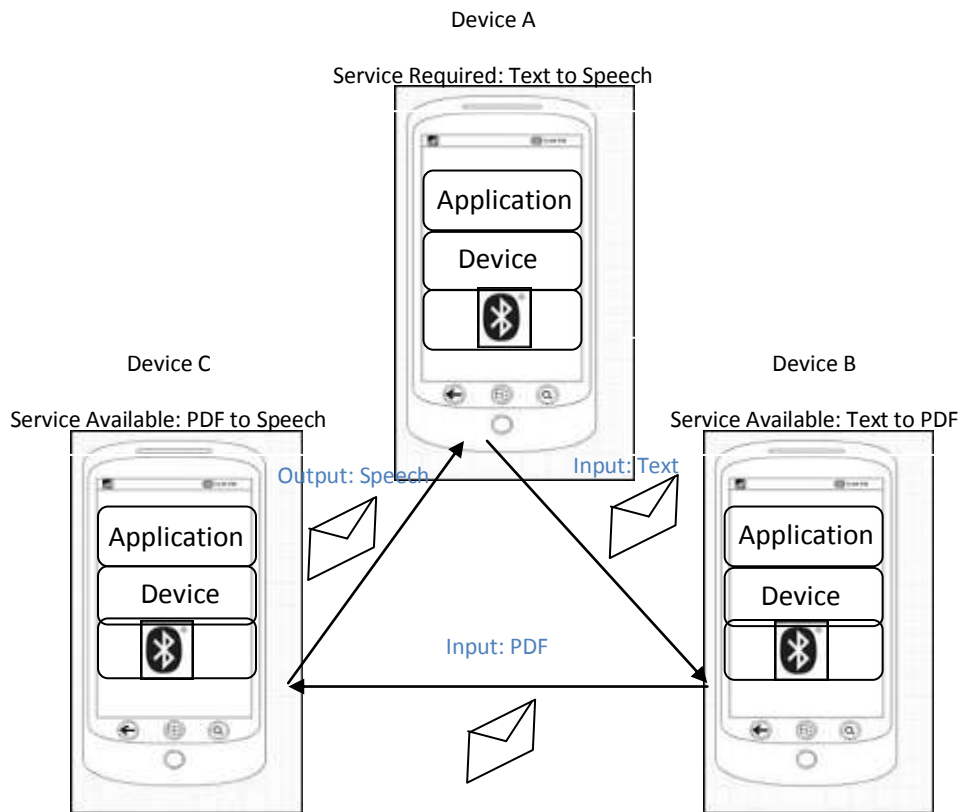 Device A
Service Required: Text to Speech
Application
Device
Device C
Service Available: PDF to Speech
Device B
Service Available: Text to PDF
Output: Speech
Input: Text
Application
Device
Application
Device
Input: PDF